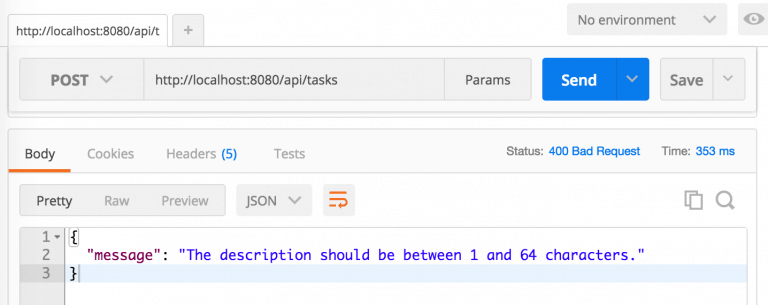 No environment
http://localhost:8080/api/t
+
POST http://localhost:8080/api/tasks Params Send Save
Body Cookies Headers (5) Tests Status: 400 Bad Request Time: 353 ms
Pretty Raw Preview JSON
1 {
2 "message": "The description should be between 1 and 64 characters."
3 }